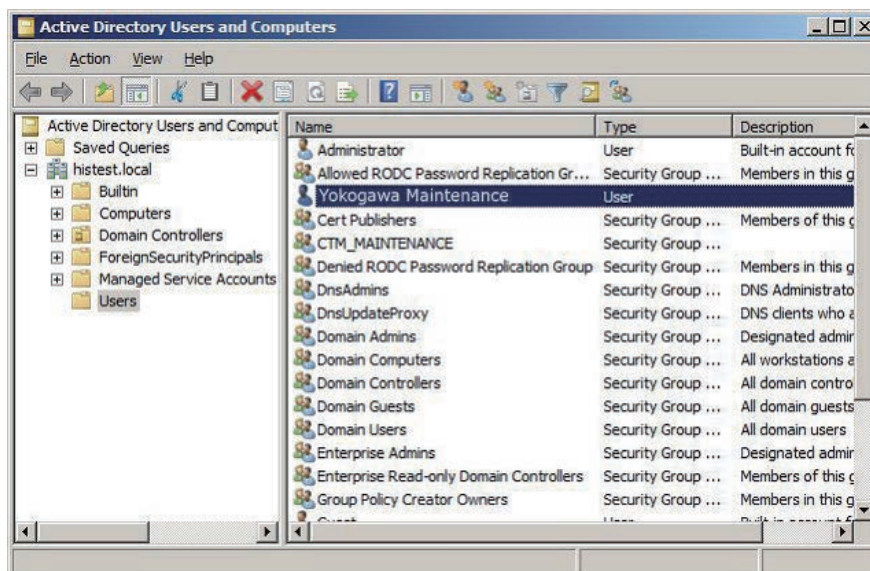 Active Directory Users and Computers
File Action View Help
Active Directory Users and Comput
Saved Queries
histest.local
Builtin
Computers
Domain Controllers
ForeignSecurityPrincipals
Managed Service Accounts
Users
Name Type Description
Administrator User Built-in account fo
Allowed RODC Password Replication Gr... Security Group ... Members in this g
Yokogawa Maintenance User
Cert Publishers Security Group ... Members of this g
CTM_MAINTENANCE Security Group ...
Denied RODC Password Replication Group Security Group ... Members in this g
DnsAdmins Security Group ... DNS Administrato
DnsUpdateProxy Security Group ... DNS clients who a
Domain Admins Security Group ... Designated admin
Domain Computers Security Group ... All workstations a
Domain Controllers Security Group ... All domain contro
Domain Guests Security Group ... All domain guests
Domain Users Security Group ... All domain users
Enterprise Admins Security Group ... Designated admin
Enterprise Read-only Domain Controllers Security Group ... Members of this g
Group Policy Creator Owners Security Group ... Members in this g